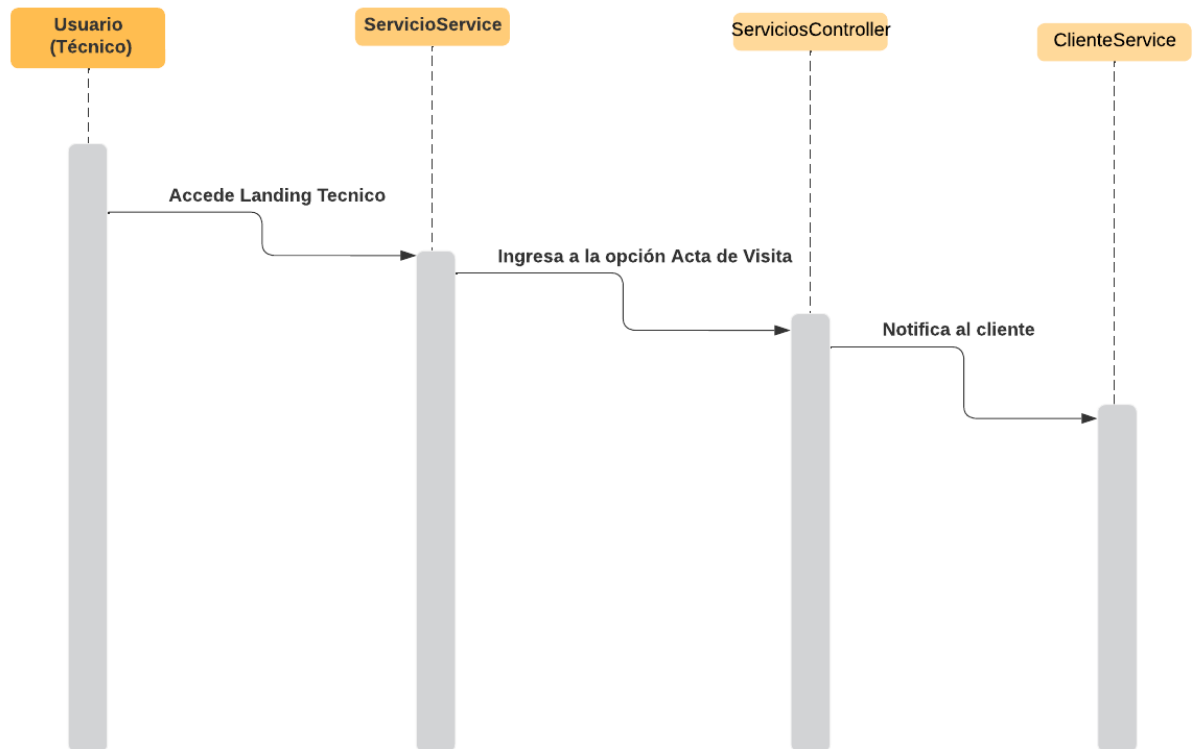 Usuario
(Técnico)
ServicioService
ServiciosController
ClienteService
Accede Landing Tecnico
Ingresa a la opción Acta de Visita
Notifica al cliente